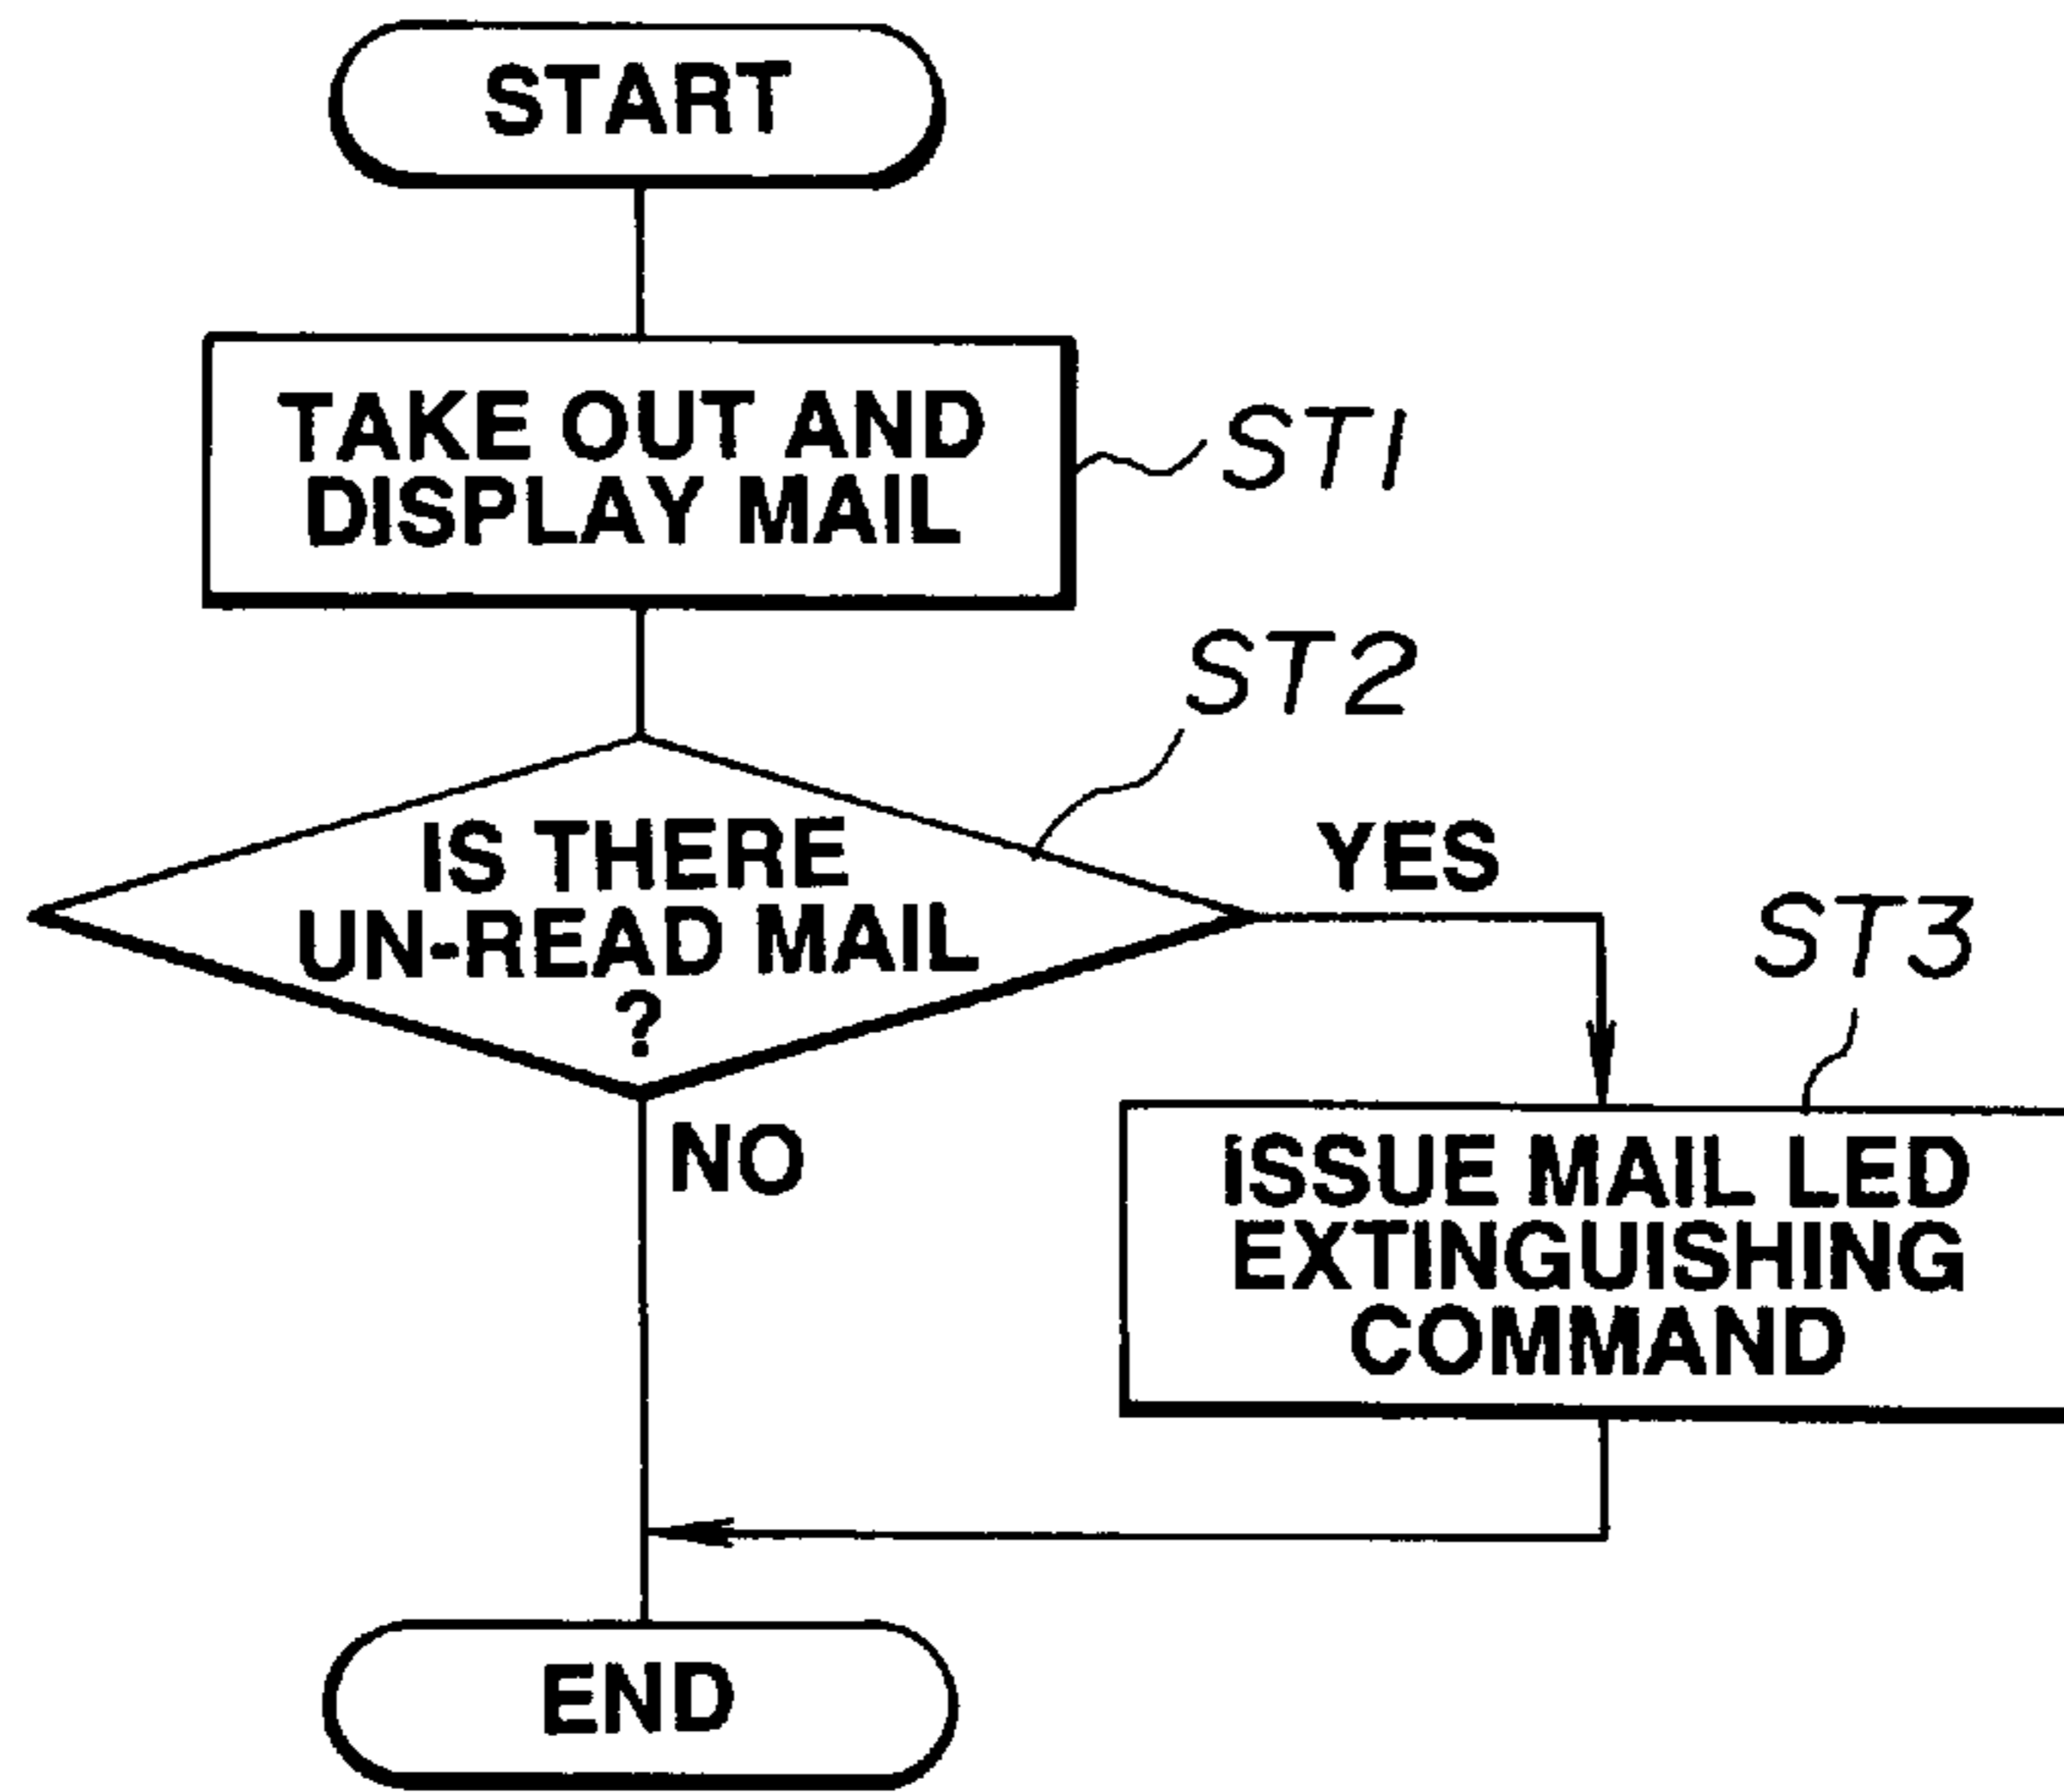 START
TAKE OUT AND
DISPLAY MAIL
ST1
ST2
IS THERE
UN-READ MAIL
?
YES
NO
ST3
ISSUE MAIL LED
EXTINGUISHING
COMMAND
END